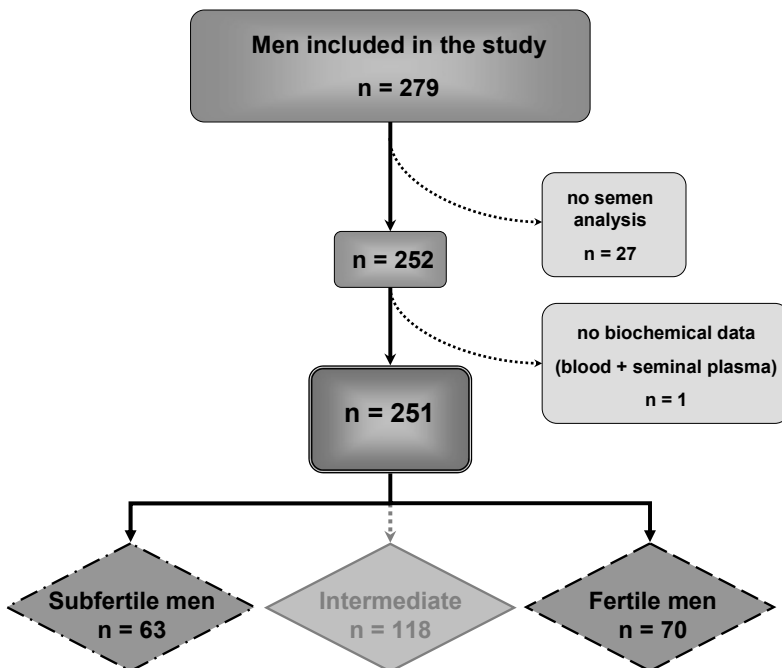 Men included in the study
n = 279
no semen
analysis
n = 27
n = 252
no biochemical data
(blood + seminal plasma)
n = 1
n = 251
Subfertile men
n = 63
Intermediate
n = 118
Fertile men
n = 70